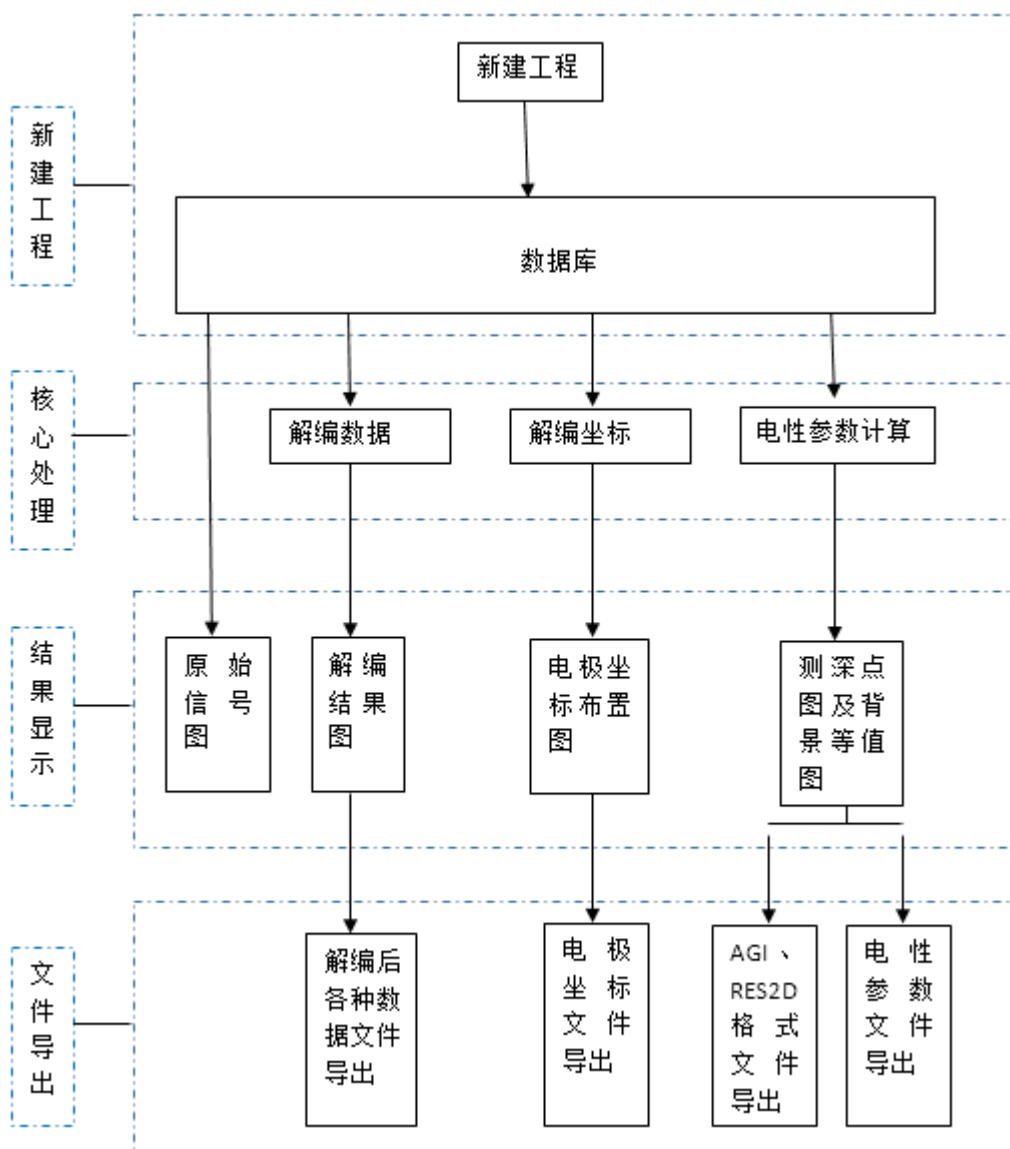 新建工程
新
建
工
程
数据库
核
心
处
理
解编数据
解编坐标
电性参数计算
结
果
显
示
原始
信号
图
解编
结果
图
电极坐
标布置
图
测深点
图及背
景等值
图
文
件
导
出
解编后
各种数
据文件
导出
电极
坐标
文件
导出
AGI、
RES2D
格式
文件
导出
电性
参数
文件
导出